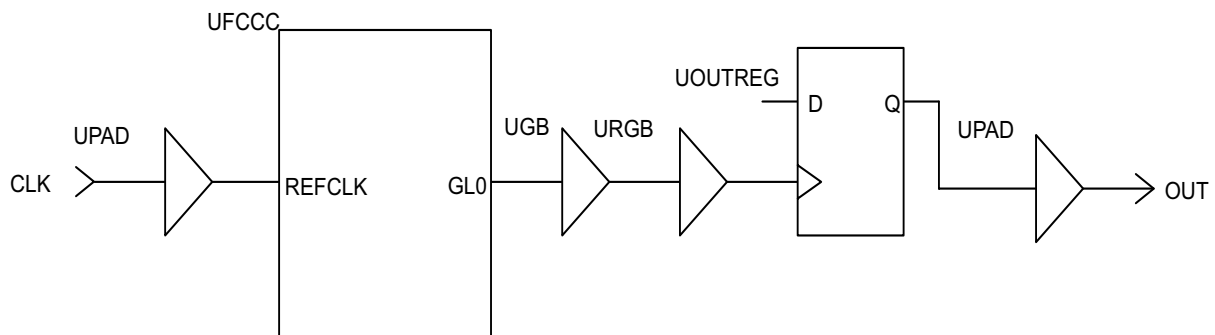 UFCCC
UOUTREG
D
Q
UPAD
UGB
URGB
UPAD
CLK
REFCLK
GL0
OUT